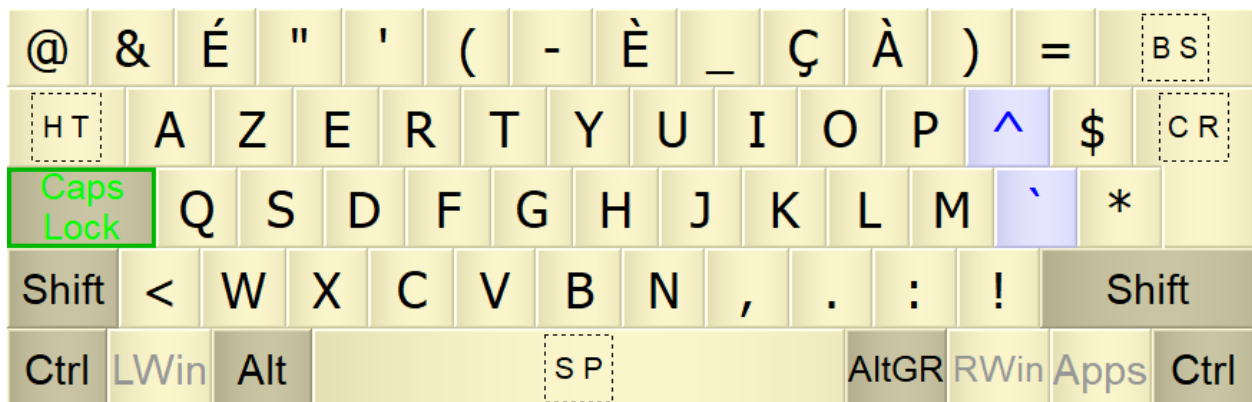 @ & É " ' ( - È _ Ç À ) = BS
HT A Z E R T Y U I O P ^ $ CR
Caps Lock Q S D F G H J K L M ` *
Shift < W X C V B N , . : ! Shift
Ctrl LWin Alt SP AltGR RWin Apps Ctrl